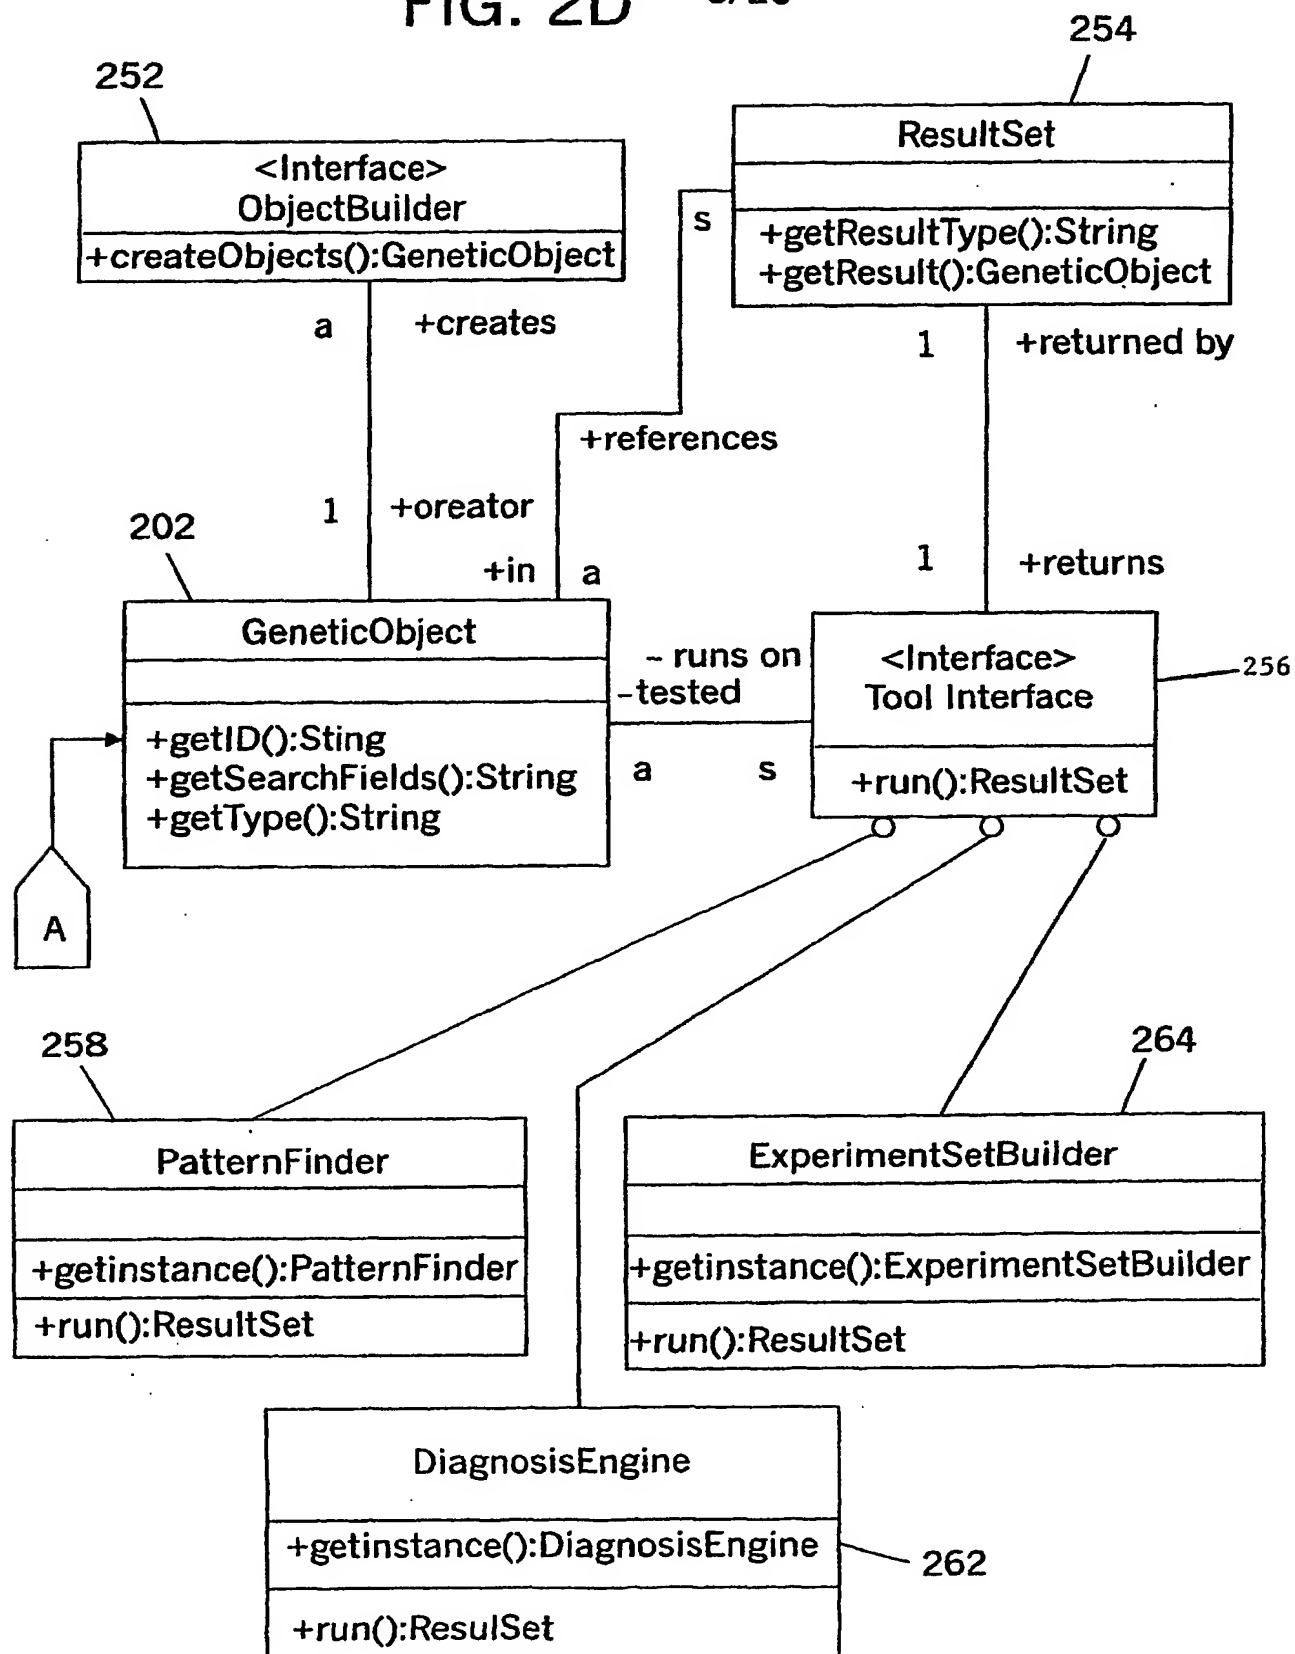 FIG. 2D
254
252
ResultSet
<Interface>
ObjectBuilder
+createObjects():GeneticObject
s
+getResultType():String
+getResult():GeneticObject
a
+creates
1
+returned by
+references
1
+oreator
202
+in
a
1
+returns
GeneticObject
- runs on
-tested
<Interface>
Tool Interface
256
+getID():Sting
+getSearchFields():String
+getType():String
a
s
+run():ResultSet
A
258
264
PatternFinder
ExperimentSetBuilder
+getinstance():PatternFinder
+getinstance():ExperimentSetBuilder
+run():ResultSet
+run():ResultSet
DiagnosisEngine
+getinstance():DiagnosisEngine
262
+run():ResulSet